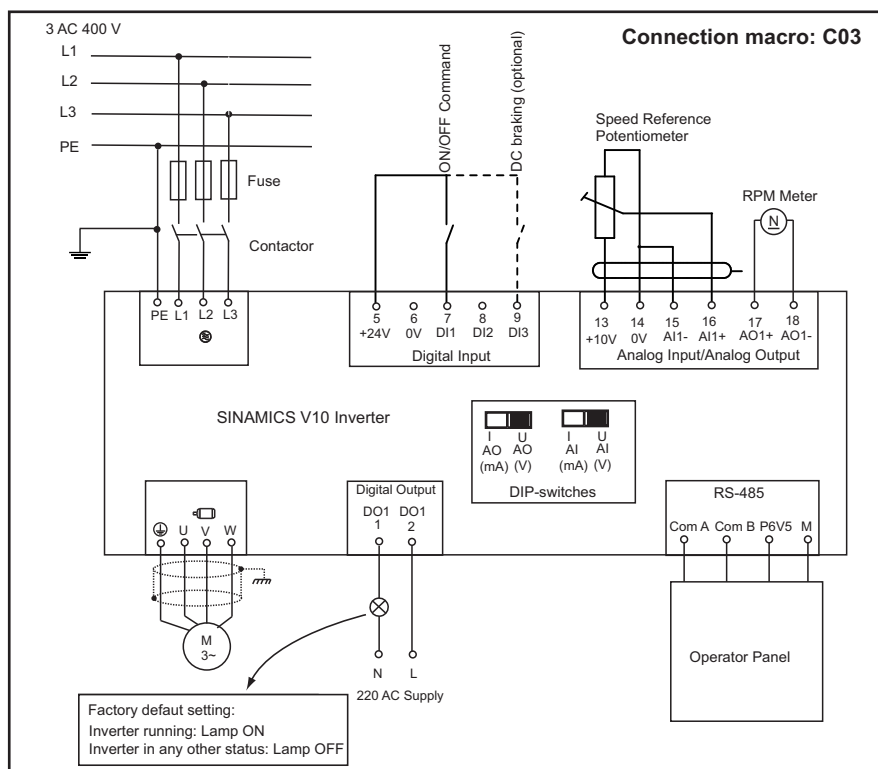 3 AC 400 V
Connection macro: C03
L1
L2
L3
PE
Fuse
Contactor
ON/OFF Command
DC braking (optional)
Speed Reference
Potentiometer
RPM Meter
N
PE L1 L2 L3
5 6 7 8 9
+24V 0V DI1 DI2 DI3
Digital Input
13 14 15 16 17 18
+10V 0V AI1- AI1+ AO1+ AO1-
Analog Input/Analog Output
SINAMICS V10 Inverter
I U I U
AO AO AI AI
(mA) (V) (mA) (V)
DIP-switches
U V W
Digital Output
DO1 DO1
1 2
RS-485
Com A Com B P6V5 M
M
3~
N L
220 AC Supply
Operator Panel
Factory defaut setting:
Inverter running: Lamp ON
Inverter in any other status: Lamp OFF